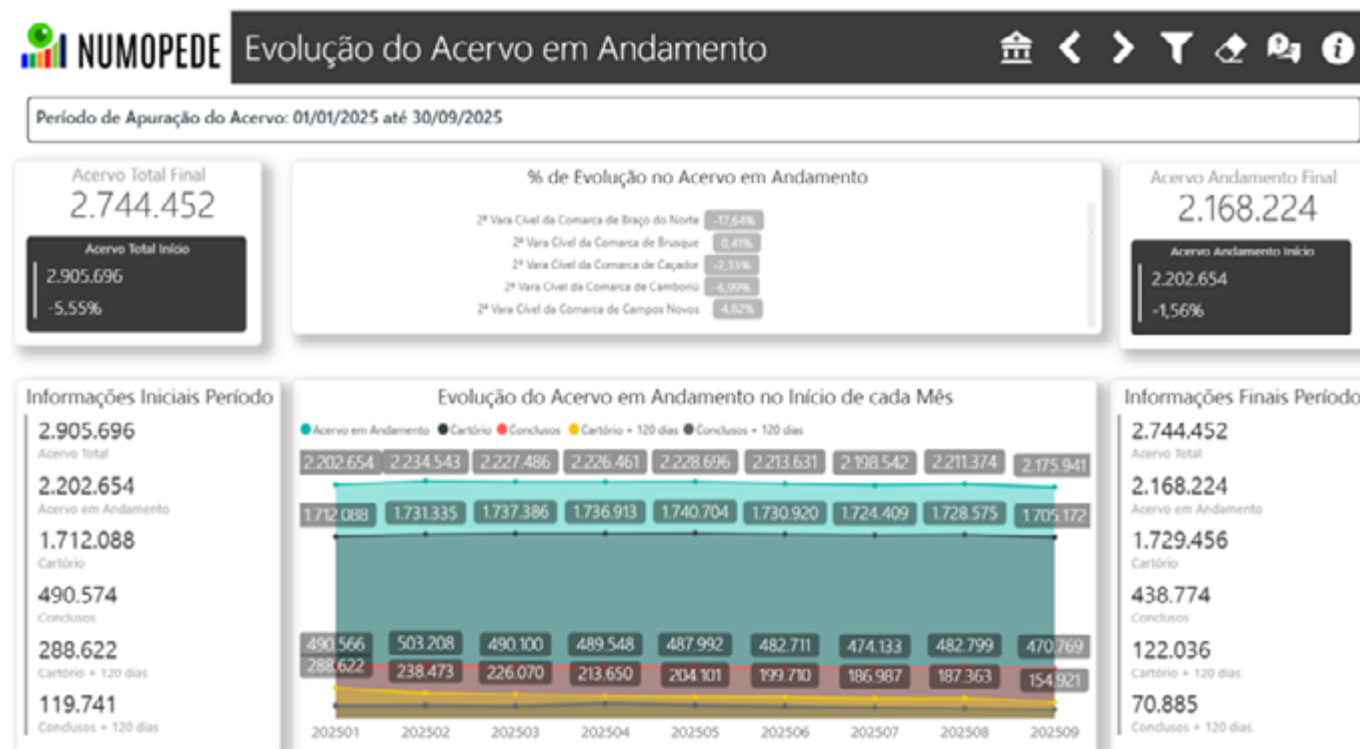 NUMOPEDE
Evolução do Acervo em Andamento
Período de Apuração do Acervo: 01/01/2025 até 30/09/2025
Acervo Total Final
2.744.452
Acervo Total Início
2.905.696
-5,55%
% de Evolução no Acervo em Andamento
2ª Vara Cível da Comarca de Braço do Norte -17,64%
2ª Vara Cível da Comarca de Brusque 0,41%
2ª Vara Cível da Comarca de Caçador -2,33%
2ª Vara Cível da Comarca de Camboriú -6,99%
2ª Vara Cível da Comarca de Campos Novos 4,82%
Acervo Andamento Final
2.168.224
Acervo Andamento Início
2.202.654
-1,56%
Informações Iniciais Período
2.905.696
Acervo Total
2.202.654
Acervo em Andamento
1.712.088
Cartório
490.574
Conclusos
288.622
Cartório + 120 dias
119.741
Conclusos + 120 dias
Evolução do Acervo em Andamento no Início de cada Mês
Acervo em Andamento Cartório Conclusos Cartório + 120 dias Conclusos + 120 dias
2.202.654 2.234.543 2.227.486 2.226.461 2.228.696 2.213.631 2.198.542 2.211.374 2.175.941
1.712.088 1.731.335 1.737.386 1.736.913 1.740.704 1.730.920 1.724.409 1.728.575 1.705.172
490.566 503.208 490.100 489.548 487.992 482.711 474.133 482.799 470.769
288.622 238.473 226.070 213.650 204.101 199.710 186.987 187.363 154.921
202501 202502 202503 202504 202505 202506 202507 202508 202509
Informações Finais Período
2.744.452
Acervo Total
2.168.224
Acervo em Andamento
1.729.456
Cartório
438.774
Conclusos
122.036
Cartório + 120 dias
70.885
Conclusos + 120 dias